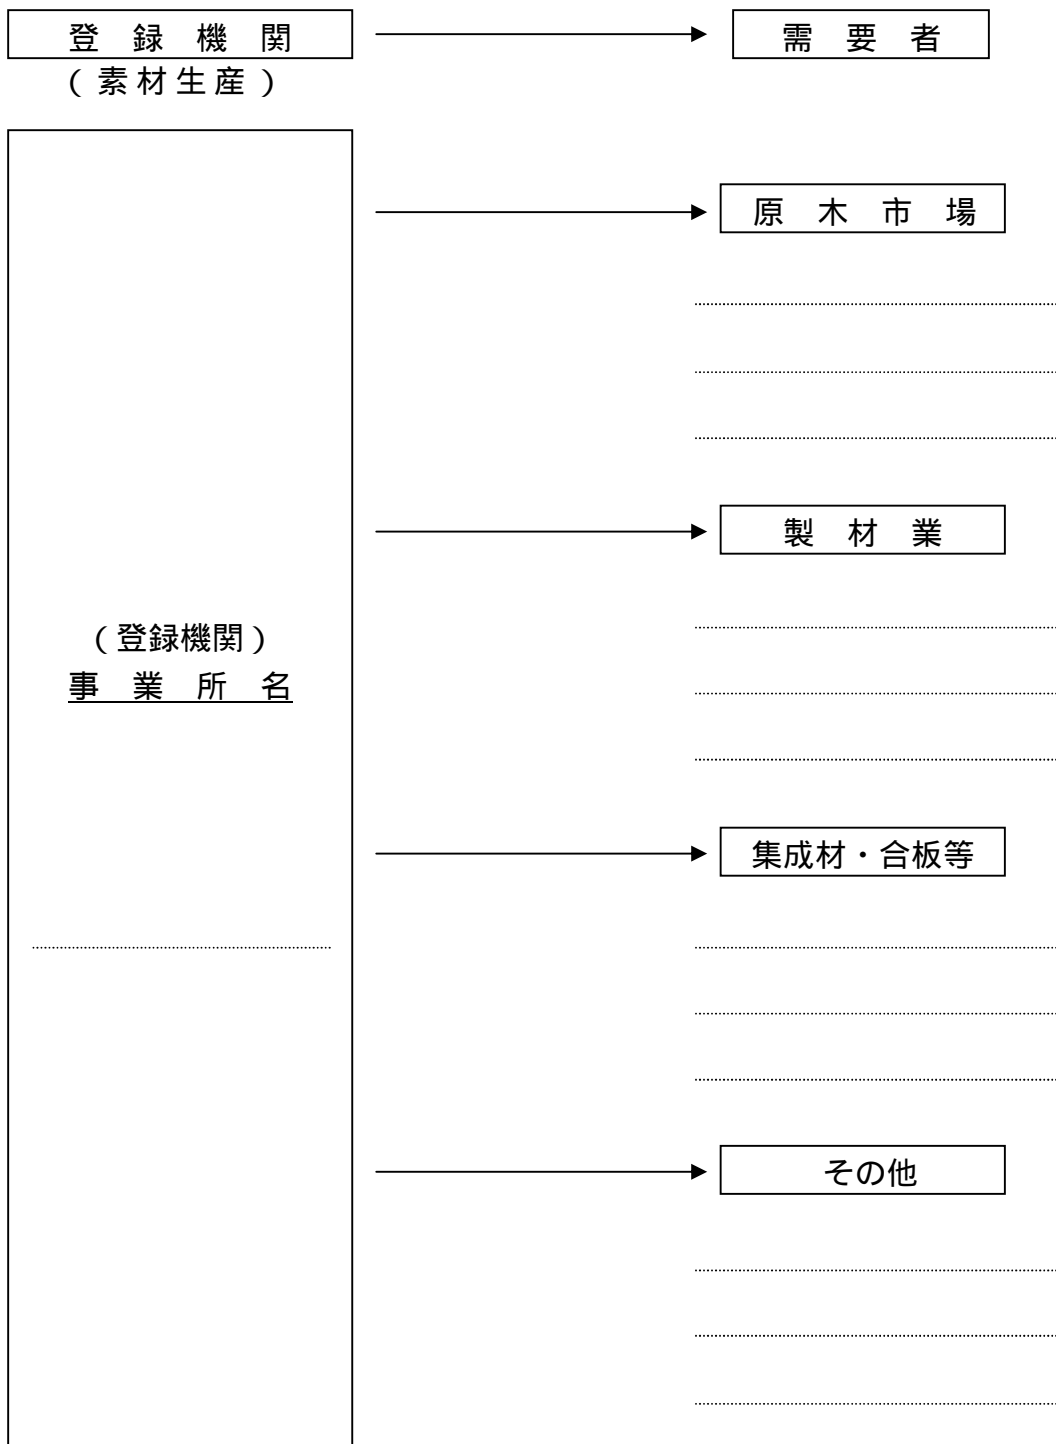 登　録　機　関
需　要　者
（素材生産）
原　木　市　場
製　材　業
（登録機関）
事　業　所　名
集成材・合板等
その他